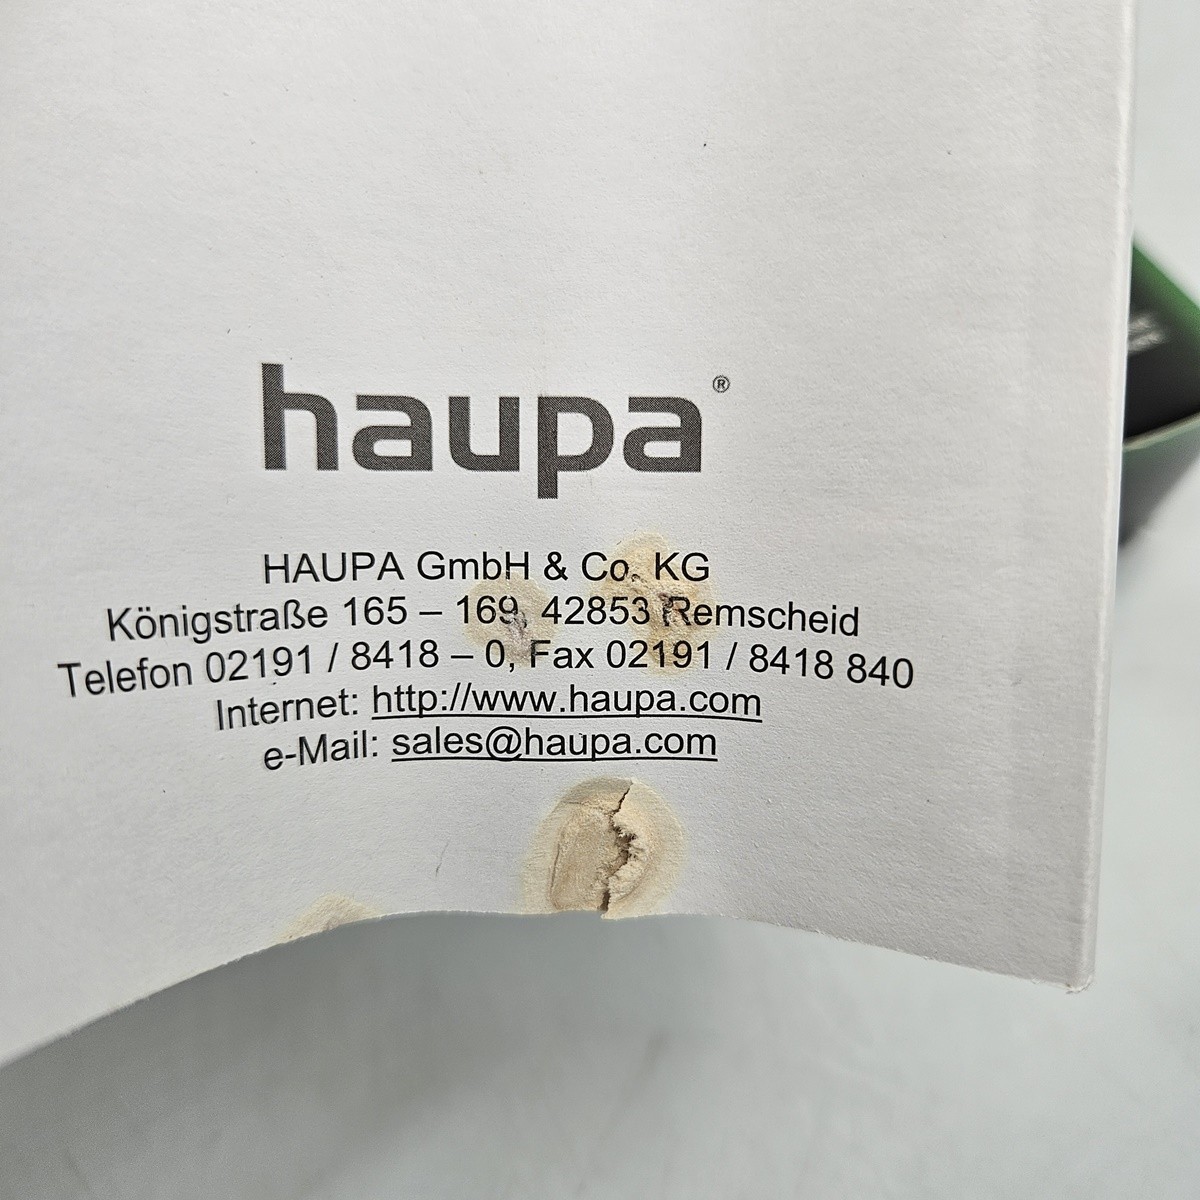 haupa®
HAUPA GmbH & Co. KG
Königstraße 165 – 169, 42853 Remscheid
Telefon 02191 / 8418 – 0, Fax 02191 / 8418 840
Internet: http://www.haupa.com
e-Mail: sales@haupa.com